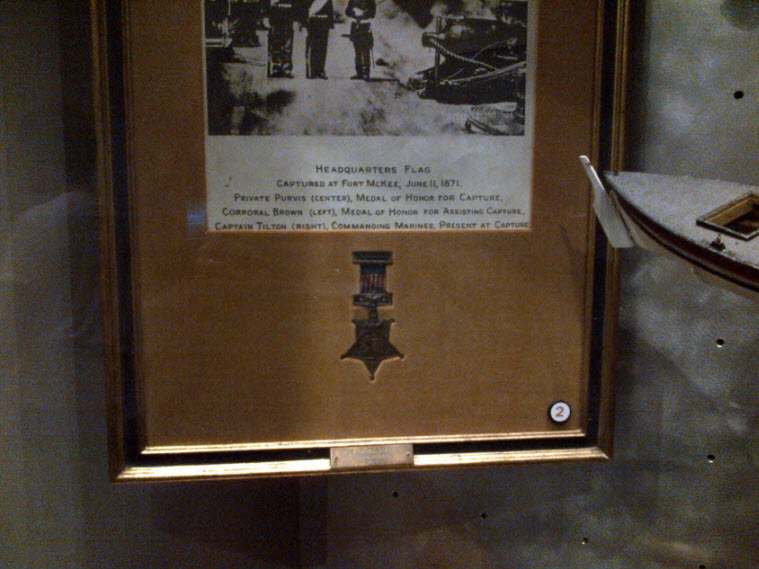 HEADQUARTERS FLAG
CAPTURED AT FORT MCKEE, JUNE 11, 1871.
PRIVATE PURVIS (CENTER), MEDAL OF HONOR FOR CAPTURE,
CORPORAL BROWN (LEFT), MEDAL OF HONOR FOR ASSISTING CAPTURE,
CAPTAIN TILTON (RIGHT), COMMANDING MARINES, PRESENT AT CAPTURE
2